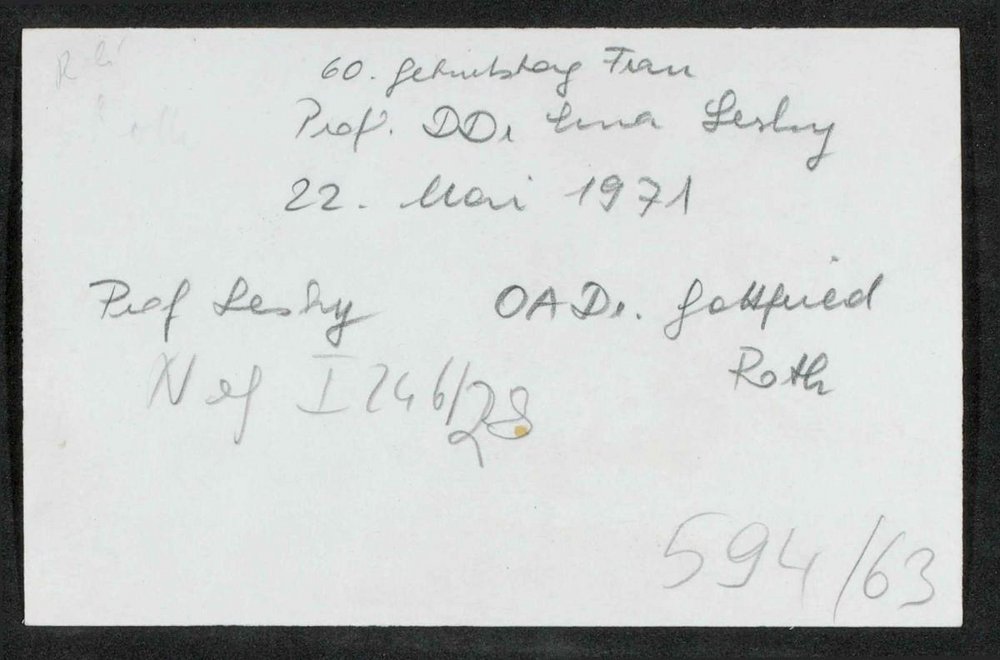 60. Geburtstag Frau
Prof. DDr Erna Lesky
22. Mai 1971
Prof Lesky OA Dr. Gottfried
Roth
Neg I 246/28
594/63